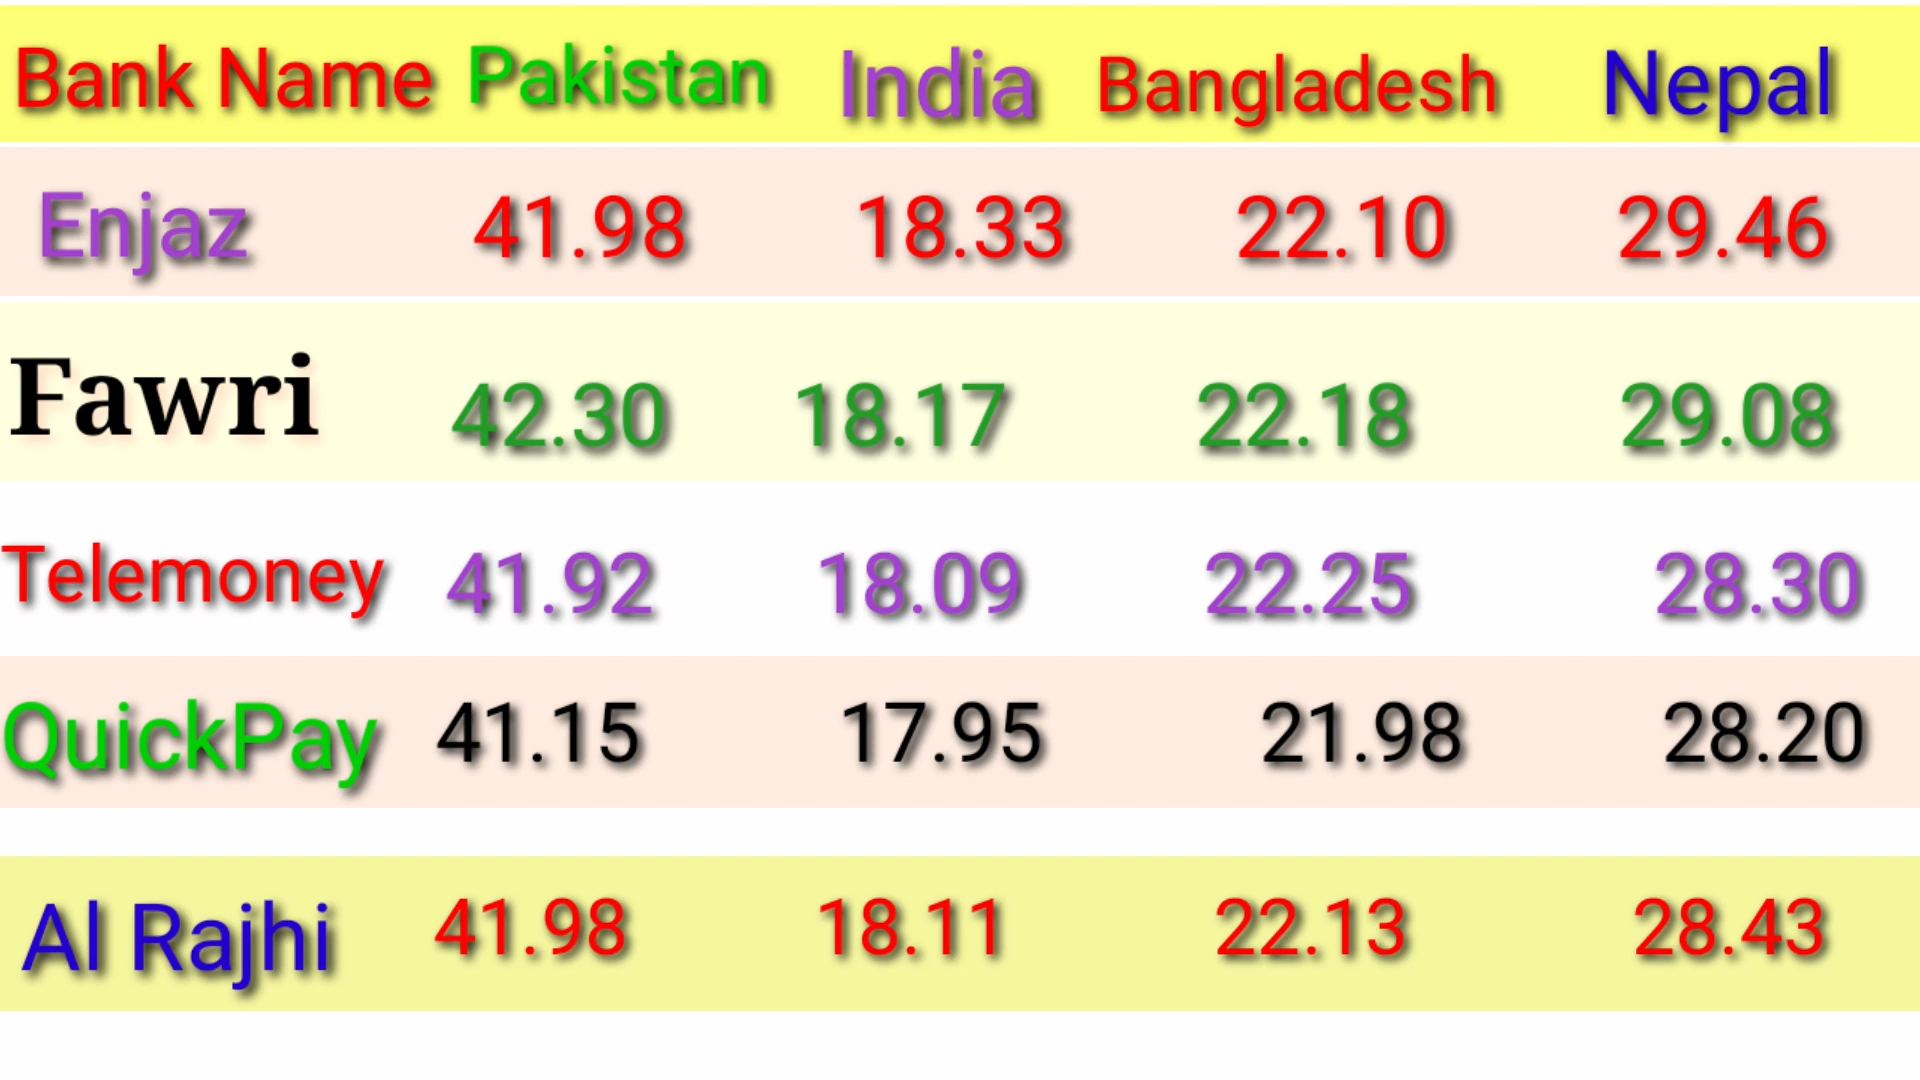 Bank Name Pakistan India Bangladesh Nepal
Enjaz 41.98 18.33 22.10 29.46
Fawri 42.30 18.17 22.18 29.08
Telemoney 41.92 18.09 22.25 28.30
QuickPay 41.15 17.95 21.98 28.20
Al Rajhi 41.98 18.11 22.13 28.43